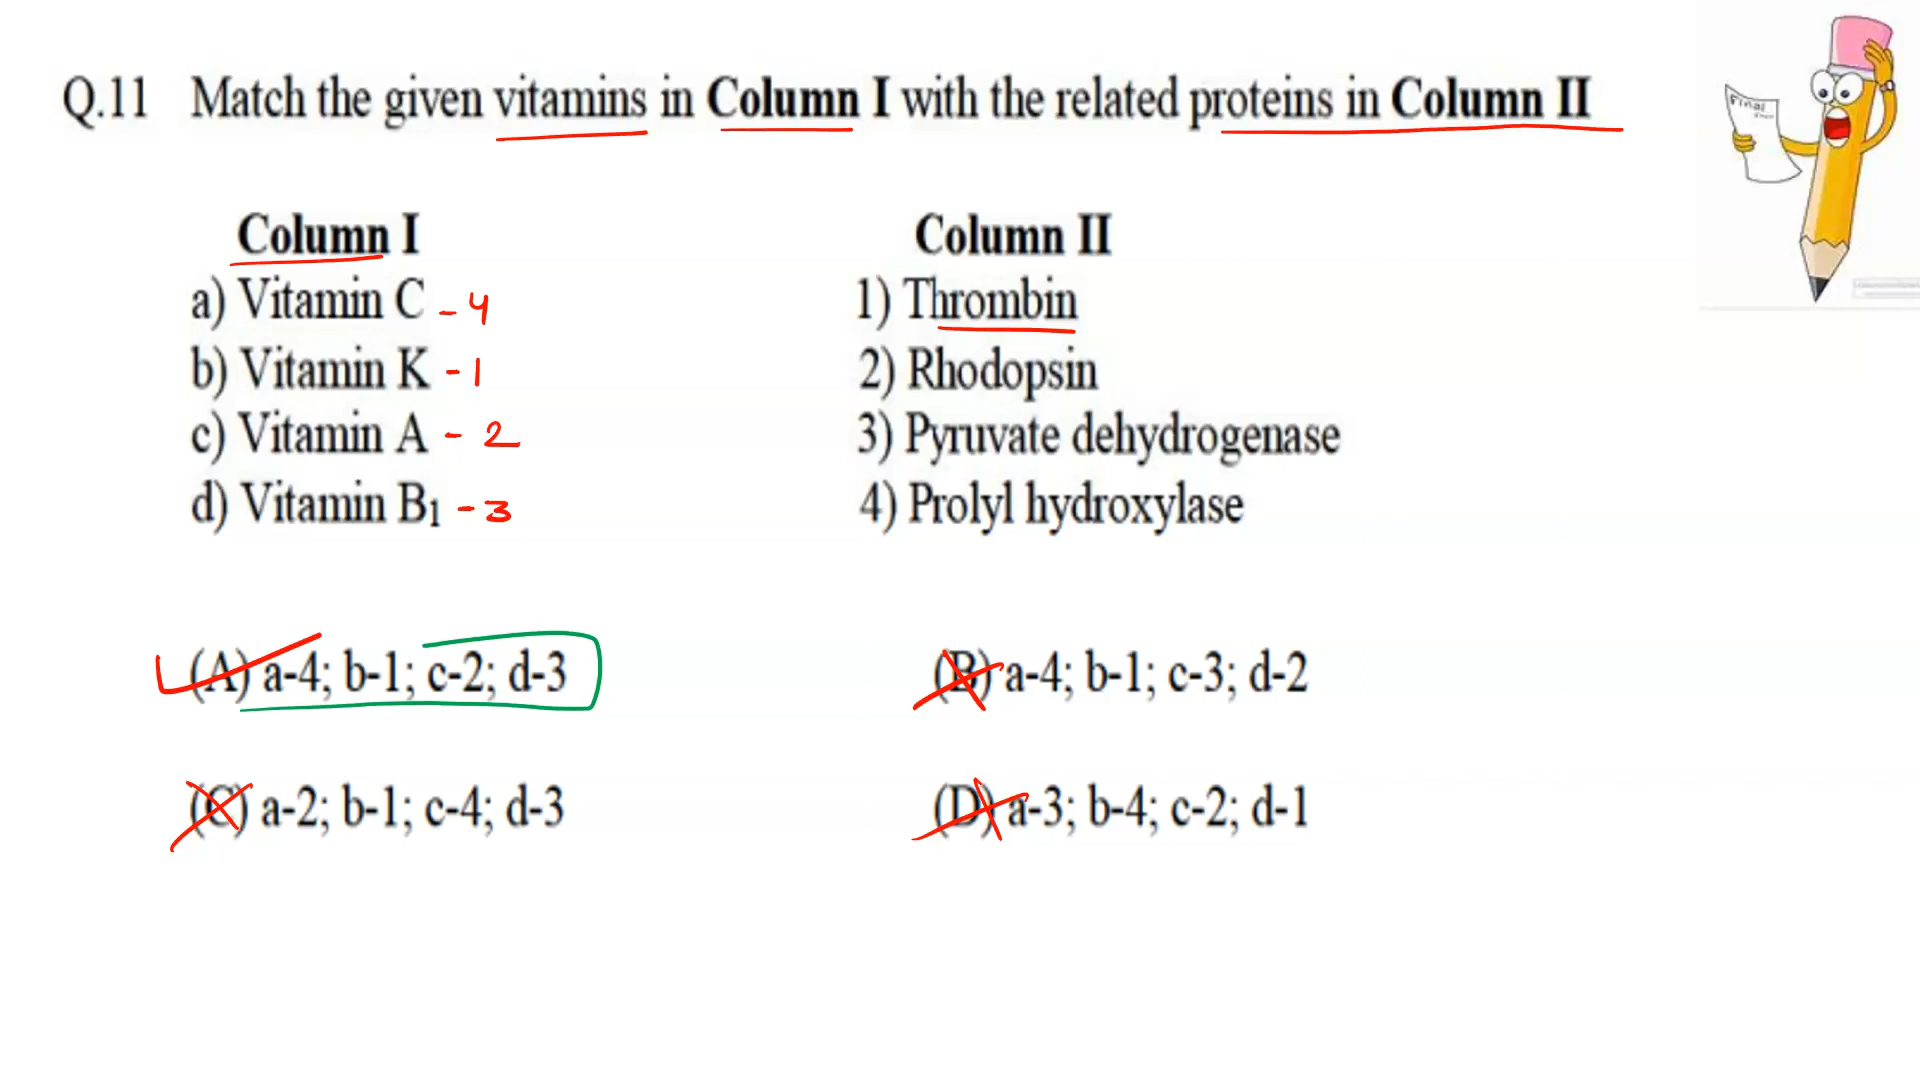 Q.11 Match the given vitamins in Column I with the related proteins in Column II
Final
Column I Column II
a) Vitamin C - 4 1) Thrombin
b) Vitamin K - 1 2) Rhodopsin
c) Vitamin A - 2 3) Pyruvate dehydrogenase
d) Vitamin B1 - 3 4) Prolyl hydroxylase
(A) a-4; b-1; c-2; d-3 (B) a-4; b-1; c-3; d-2
(C) a-2; b-1; c-4; d-3 (D) a-3; b-4; c-2; d-1